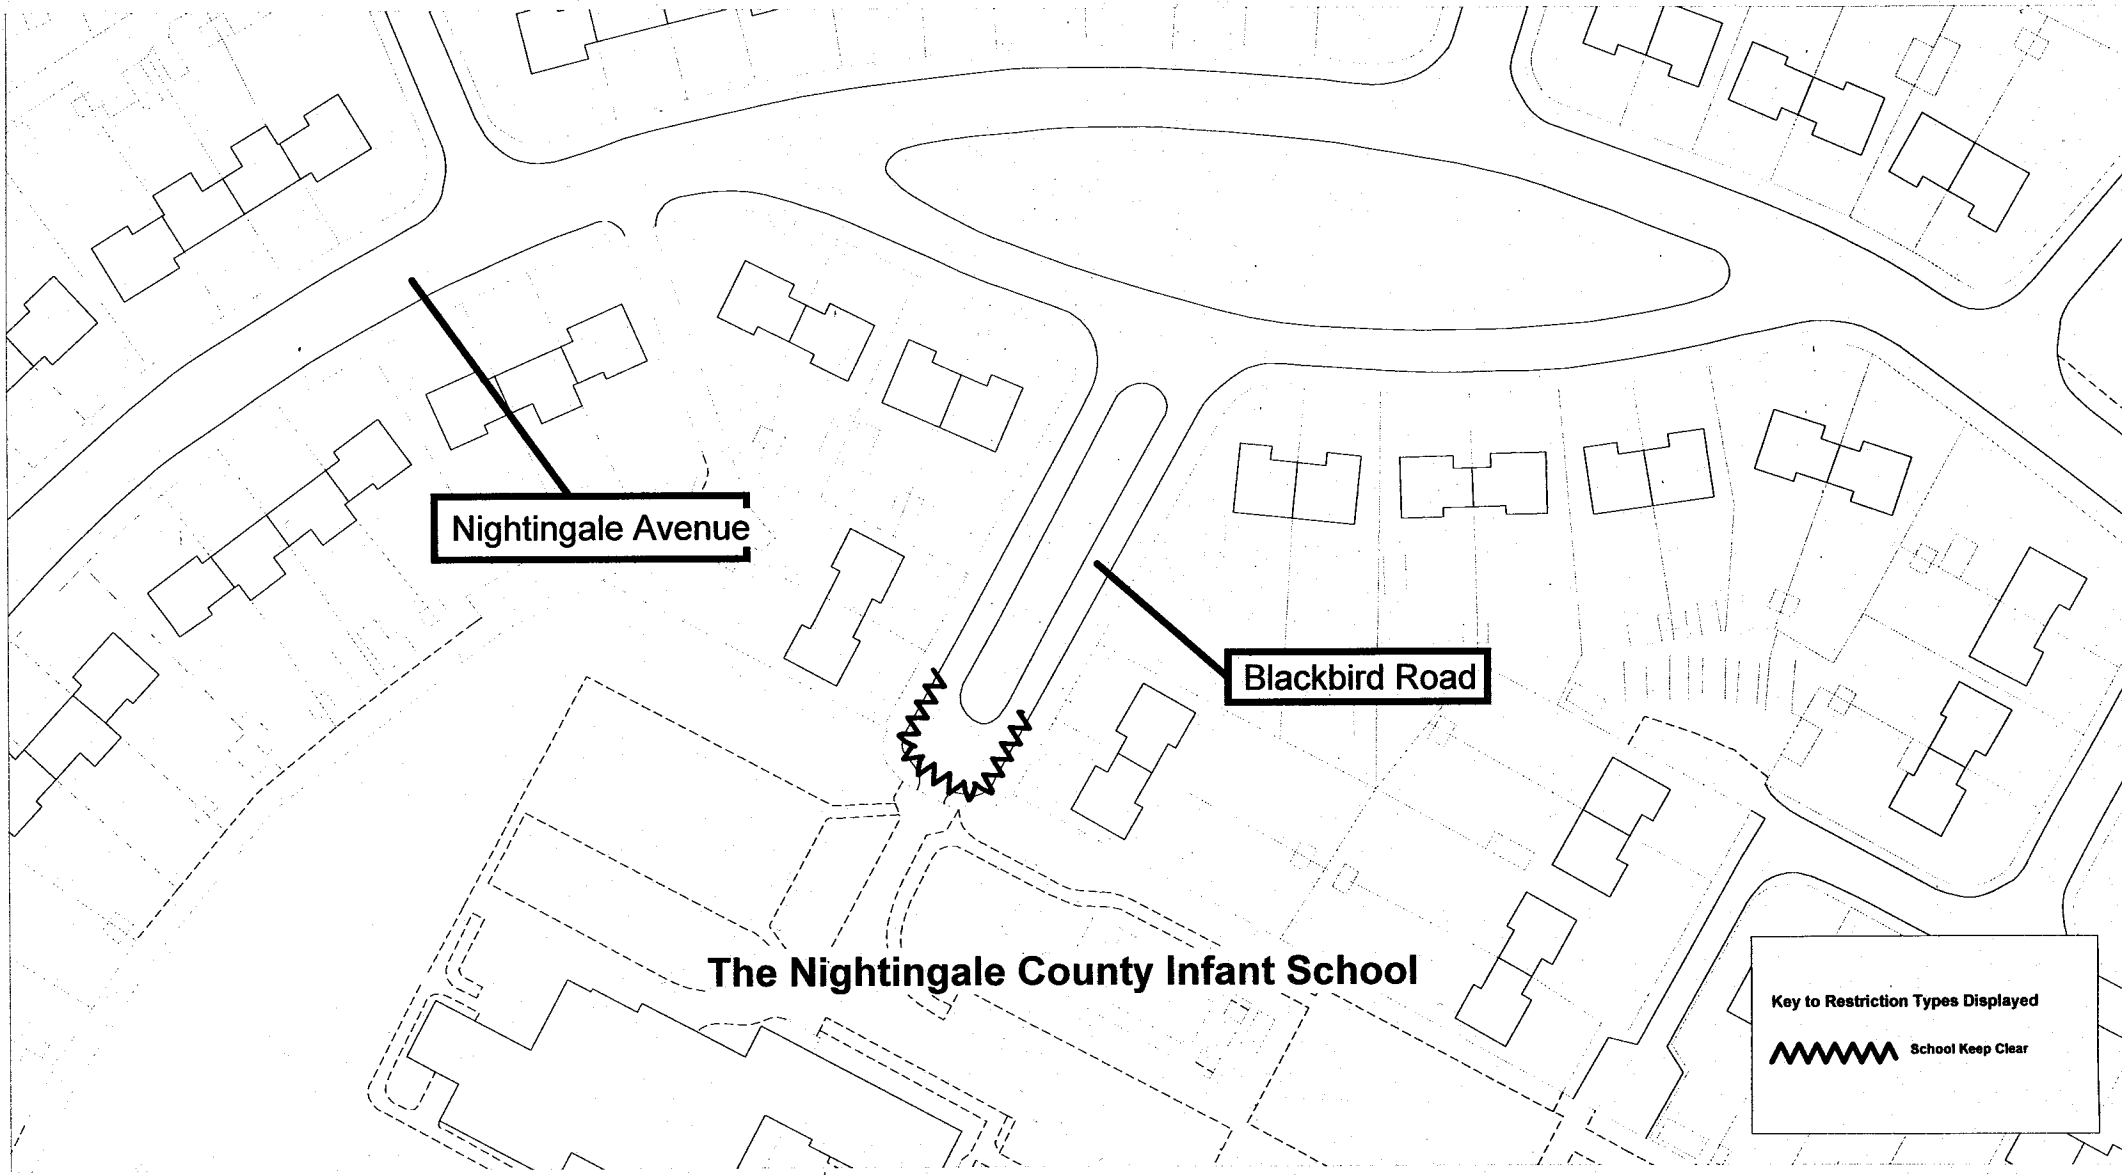 Nightingale Avenue
Blackbird Road
The Nightingale County Infant School
Key to Restriction Types Displayed
School Keep Clear